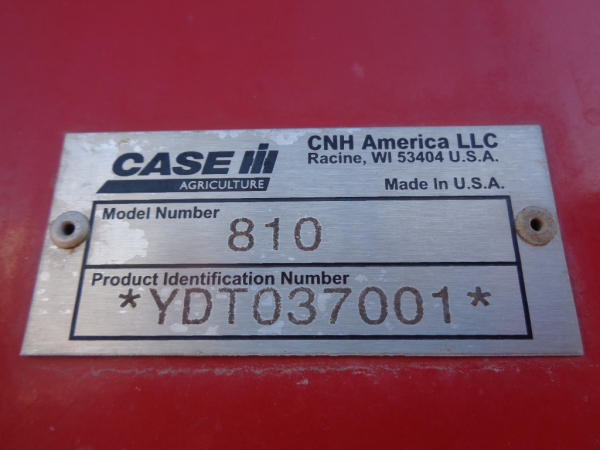 CASE IH
AGRICULTURE
CNH America LLC
Racine, WI 53404 U.S.A.
Made In U.S.A.
Model Number
810
Product Identification Number
*YDT037001*